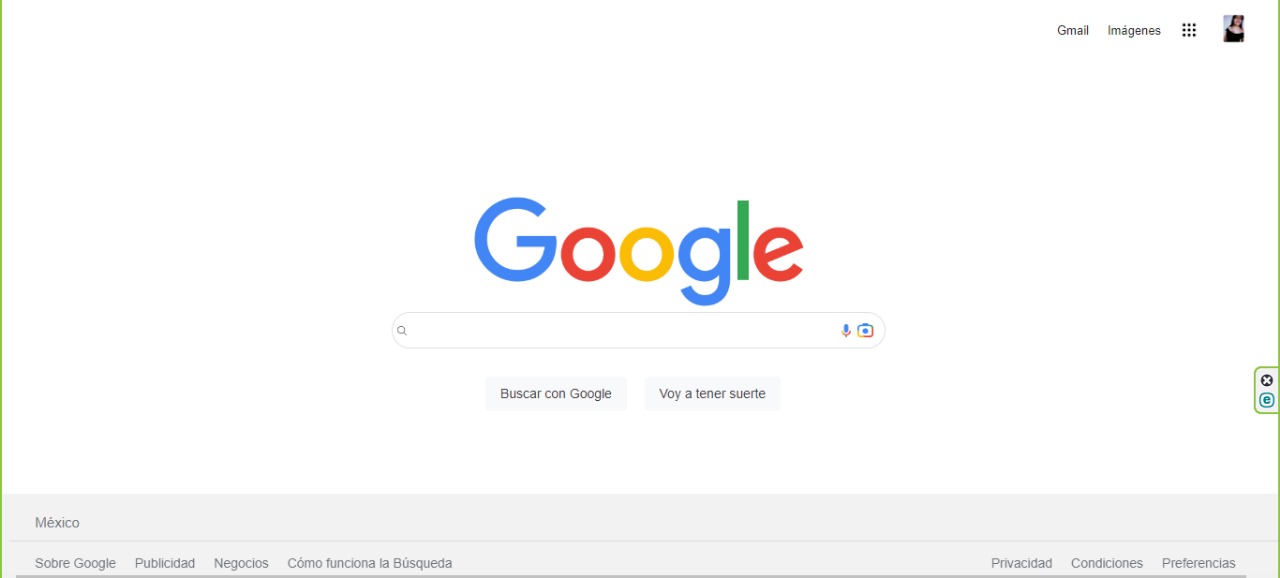 Gmail Imágenes
Google
Buscar con Google Voy a tener suerte
e
México
Sobre Google Publicidad Negocios Cómo funciona la Búsqueda Privacidad Condiciones Preferencias